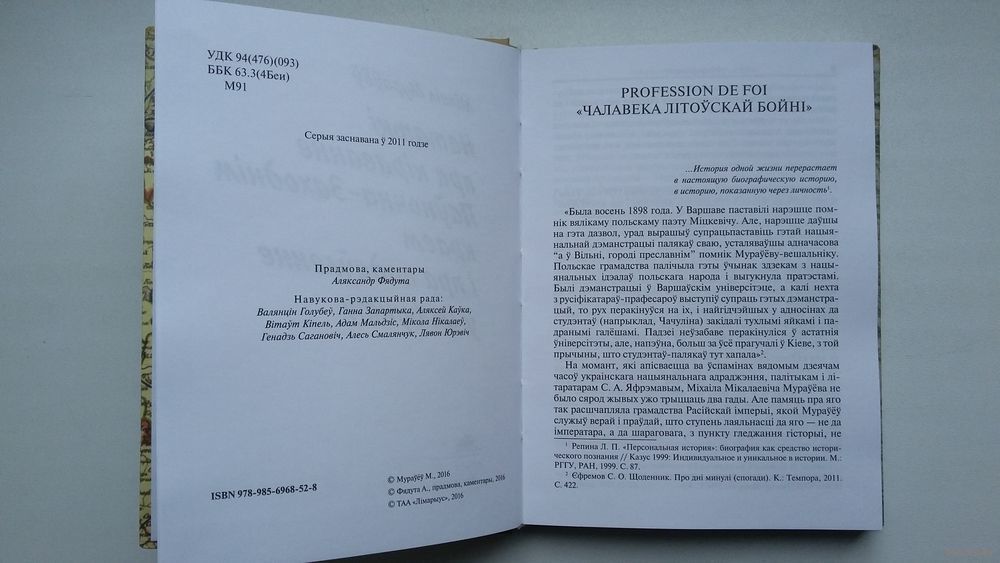 УДК 94(476)(093)
ББК 63.3(4Беи)
М91
Серыя заснавана ў 2011 годзе
Прадмова, каментары
Аляксандр Фядута
Навукова-рэдакцыйная рада:
Валянцін Голубеў, Ганна Запартыка, Аляксей Каўка,
Вітаўт Кіпель, Адам Мальдзіс, Мікола Нікалаеў,
Генадзь Сагановіч, Алесь Смалянчук, Лявон Юрэвіч
ISBN 978-985-6968-52-8
© Мураўёў М., 2016
© Фядута А., прадмова, каментары, 2016
© ТАА «Лімарыус», 2016
PROFESSION DE FOI
«ЧАЛАВЕКА ЛІТОЎСКАЙ БОЙНІ»
...История одной жизни перерастает
в настоящую биографическую историю,
в историю, показанную через личность¹.
«Была восень 1898 года. У Варшаве паставілі нарэшце пом-
нік вялікаму польскаму паэту Міцкевічу. Але, нарэшце даўшы
на гэта дазвол, урад вырашыў супрацьпаставіць гэтай нацыя-
нальнай дэманстрацыі палякаў сваю, усталяваўшы адначасова
“а ў Вільні, городі преславнім” помнік Мураўёву-вешальніку.
Польскае грамадства палічыла гэты ўчынак здзекам з нацы-
янальных ідэалаў польскага народа і выгукнула пратэстамі.
Былі дэманстрацыі ў Варшаўскім універсітэце, а калі нехта
з русіфікатараў-прафесароў выступіў супраць гэтых дэманстра-
цый, то рух перакінуўся на іх, і найгідчэйшых у адносінах да
студэнтаў (напрыклад, Чачуліна) закідалі тухлымі яйкамі і па-
дранымі галёшамі. Падзеі неўзабаве перакінуліся ў астатнія
ўніверсітэты, але, напэўна, больш за ўсё прагучалі ў Кіеве, з той
прычыны, што студэнтаў-палякаў тут хапала»².
На момант, які апісваецца ва ўспамінах вядомым дзеячам
часоў украінскага нацыянальнага адраджэння, палітыкам і лі-
таратарам С. А. Яфрэмавым, Міхаіла Мікалаевіча Мураўёва не
было сярод жывых ужо трыццаць два гады. Але памяць пра яго
так расшчапляла грамадства Расійскай імперыі, якой Мураўёў
служыў верай і праўдай, што ступень лаяльнасці да яго — не да
імператара, а да шараговага, з пункту гледжання гісторыі, не
¹ Репина Л. П. «Персональная история»: биография как средство истори-
ческого познания // Казус 1999: Индивидуальное и уникальное в истории. М.:
РГГУ, РАН, 1999. С. 87.
² Єфремов С. О. Щоденник. Про дні минулі (спогади). К.: Темпора, 2011.
С. 422.